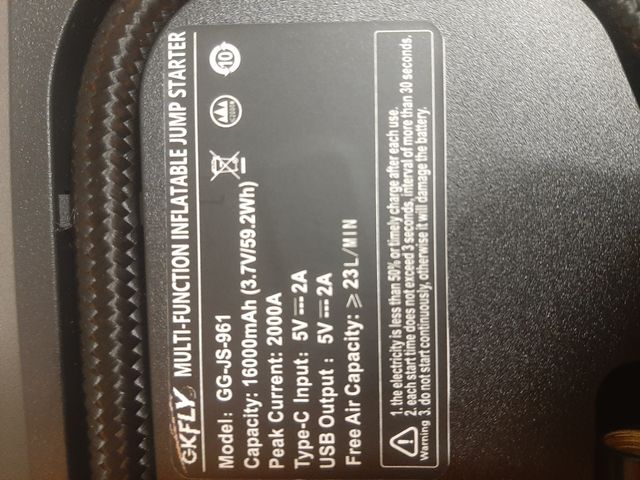 GKFLY MULTI-FUNCTION INFLATABLE JUMP STARTER
Model: GG-JS-961
Capacity: 16000mAh (3.7V/59.2Wh)
Peak Current: 2000A
Type-C Input: 5V⎓2A
USB Output : 5V⎓2A
Free Air Capacity: ≥ 23L/MIN
10
Warning
1. the electricity is less than 50% or timely charge after each use.
2. each start time does not exceed 3 seconds, interval of more than 30 seconds.
3. do not start continuously, otherwise it will damage the battery.